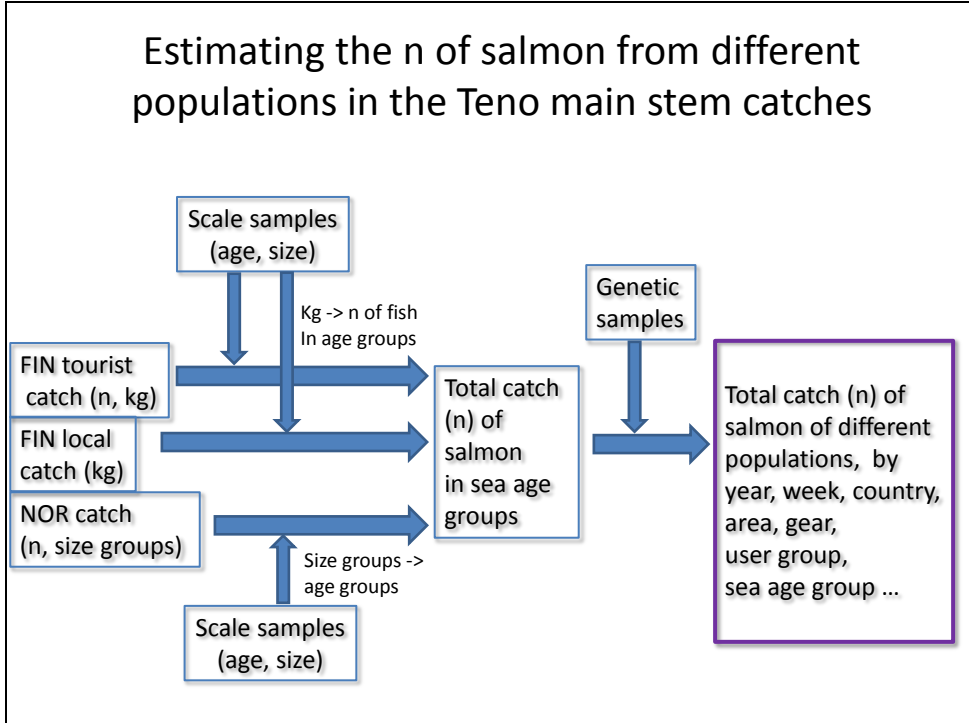 Estimating the n of salmon from different
populations in the Teno main stem catches
Scale samples
(age, size)
Kg -> n of fish
In age groups
Genetic
samples
FIN tourist
catch (n, kg)
FIN local
catch (kg)
NOR catch
(n, size groups)
Total catch
(n) of
salmon
in sea age
groups
Total catch (n) of
salmon of different
populations, by
year, week, country,
area, gear,
user group,
sea age group ...
Size groups ->
age groups
Scale samples
(age, size)